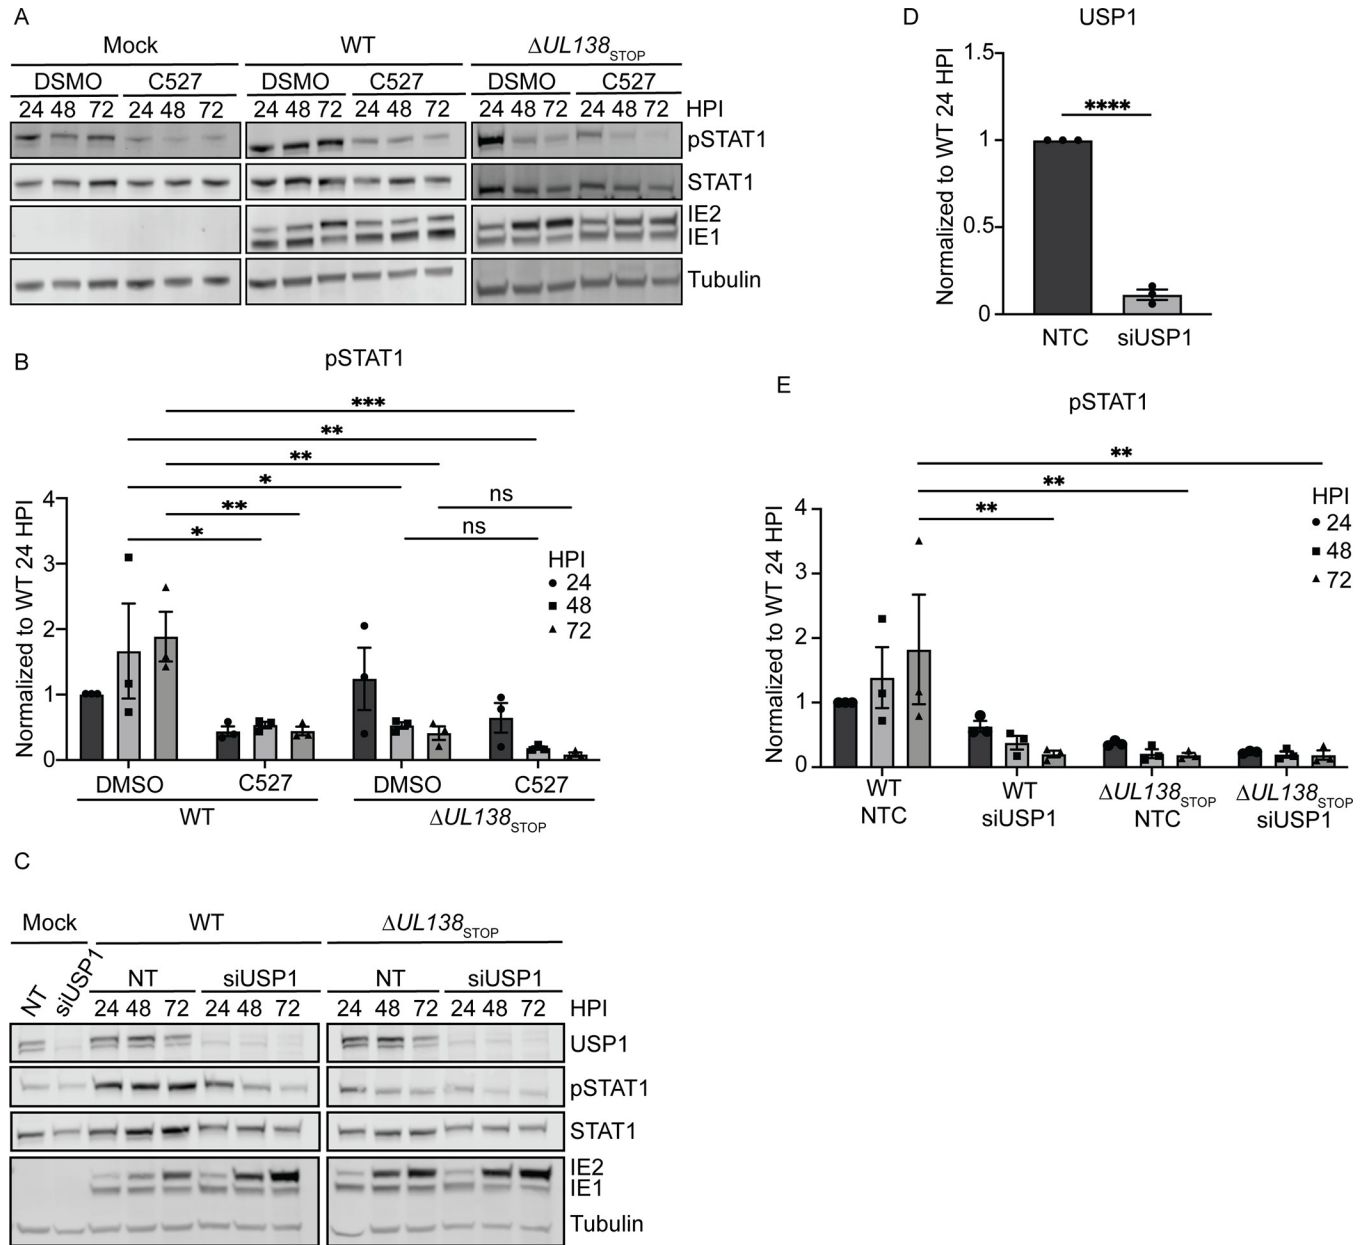 A
Mock
WT
ΔUL138STOP
DSMO
C527
DSMO
C527
DSMO
C527
24 48 72 24 48 72 24 48 72 24 48 72 24 48 72 24 48 72 HPI
pSTAT1
STAT1
IE2
IE1
Tubulin
B
pSTAT1
***
**
**
*
**
*
ns
ns
Normalized to WT 24 HPI
4
3
2
1
0
HPI
24
48
72
DMSO
C527
DMSO
C527
WT
ΔUL138STOP
C
Mock
WT
ΔUL138STOP
NT
siUSP1
NT
siUSP1
NT
siUSP1
24 48 72 24 48 72 24 48 72 24 48 72 HPI
USP1
pSTAT1
STAT1
IE2
IE1
Tubulin
D
USP1
Normalized to WT 24 HPI
1.5
1
0.5
0
****
NTC
siUSP1
E
pSTAT1
**
**
**
Normalized to WT 24 HPI
4
3
2
1
0
HPI
24
48
72
WT
NTC
WT
siUSP1
ΔUL138STOP
NTC
ΔUL138STOP
siUSP1